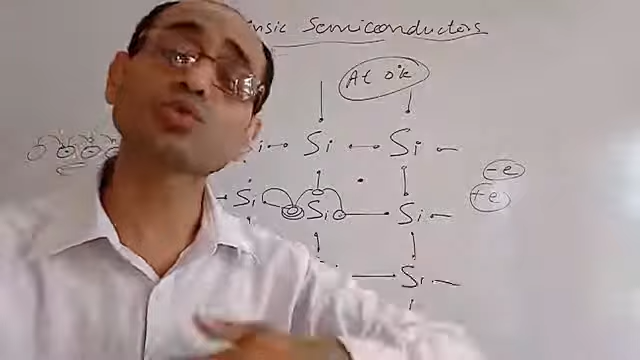 Semiconductors
At 0°k
Si Si
-e
Si Si Si
+e
Si